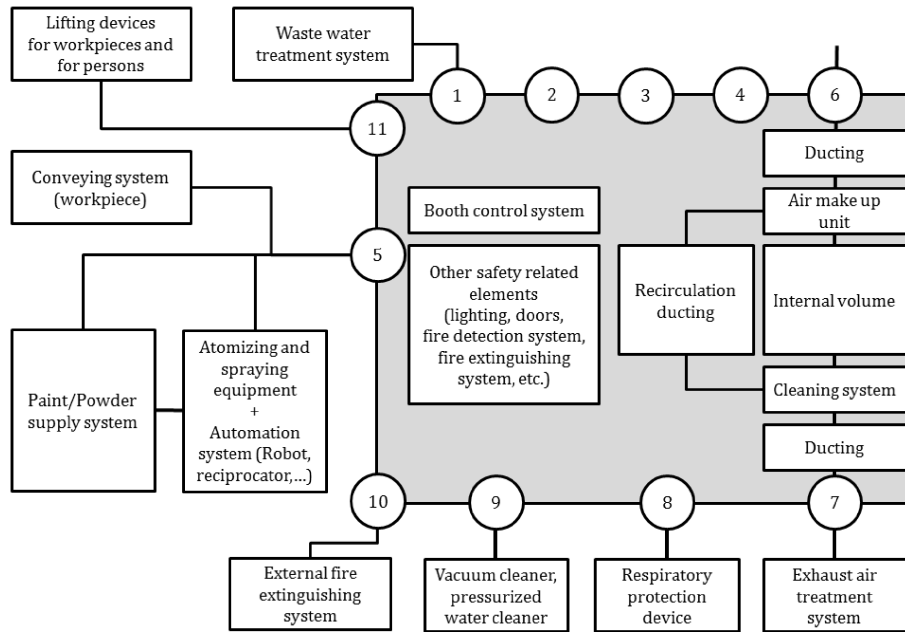 Lifting devices
for workpieces and
for persons
Waste water
treatment system
1
2
3
4
6
11
Ducting
Conveying system
(workpiece)
Booth control system
Air make up
unit
5
Other safety related
elements
(lighting, doors,
fire detection system,
fire extinguishing
system, etc.)
Recirculation
ducting
Internal volume
Paint/Powder
supply system
Atomizing and
spraying
equipment
+
Automation
system (Robot,
reciprocator,...)
Cleaning system
Ducting
10
9
8
7
External fire
extinguishing
system
Vacuum cleaner,
pressurized
water cleaner
Respiratory
protection
device
Exhaust air
treatment
system